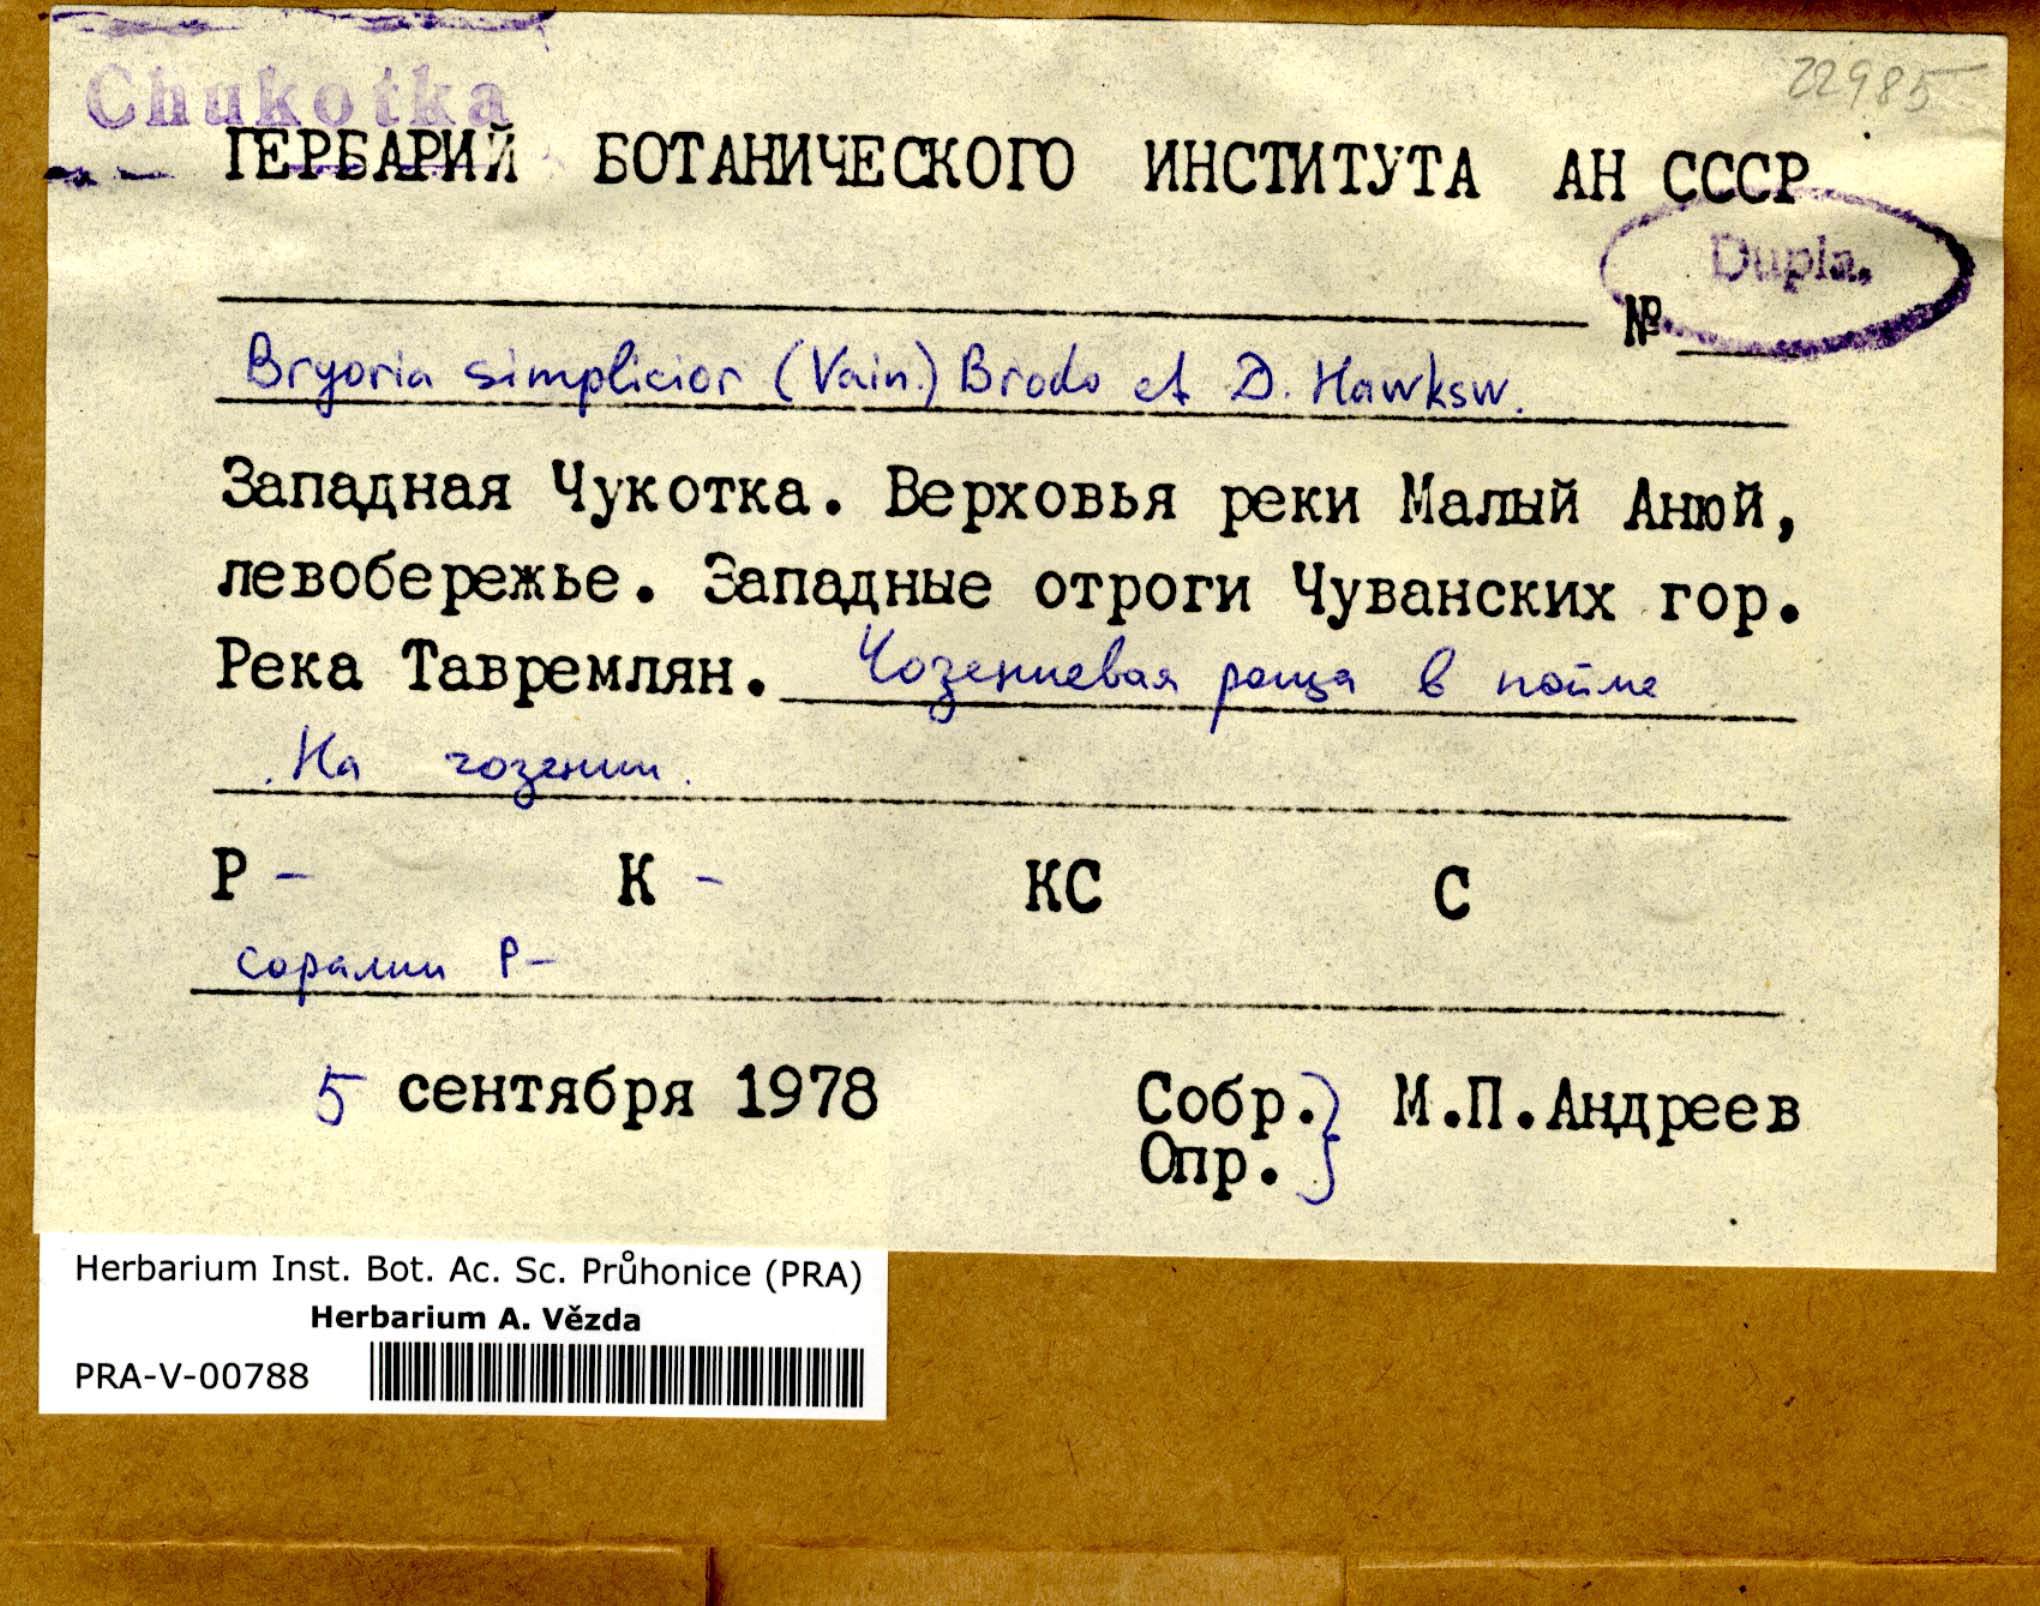 Chukotka
22985
ГЕРБАРИЙ БОТАНИЧЕСКОГО ИНСТИТУТА АН СССР
Dupla.
№
Bryoria simplicior (Vain.) Brodo et D. Hawksw.
Западная Чукотка. Верховья реки Малый Анюй,
левобережье. Западные отроги Чуванских гор.
Река Тавремлян. Чозениевая роща в пойме
На чозении.
P - К - КС С
соралии P-
5 сентября 1978 Собр. } М.П.Андреев
Опр.
Herbarium Inst. Bot. Ac. Sc. Průhonice (PRA)
Herbarium A. Vězda
PRA-V-00788